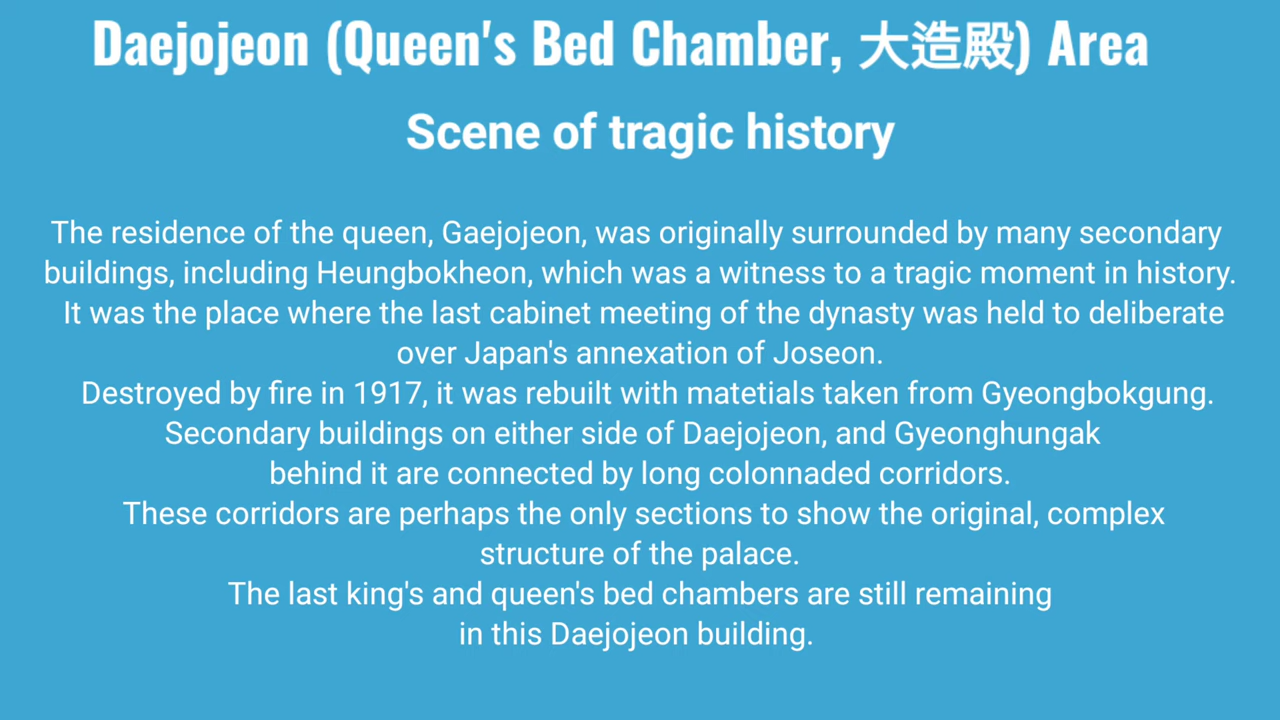 Daejojeon (Queen's Bed Chamber, 大造殿) Area
Scene of tragic history
The residence of the queen, Gaejojeon, was originally surrounded by many secondary
buildings, including Heungbokheon, which was a witness to a tragic moment in history.
It was the place where the last cabinet meeting of the dynasty was held to deliberate
over Japan's annexation of Joseon.
Destroyed by fire in 1917, it was rebuilt with matetials taken from Gyeongbokgung.
Secondary buildings on either side of Daejojeon, and Gyeonghungak
behind it are connected by long colonnaded corridors.
These corridors are perhaps the only sections to show the original, complex
structure of the palace.
The last king's and queen's bed chambers are still remaining
in this Daejojeon building.